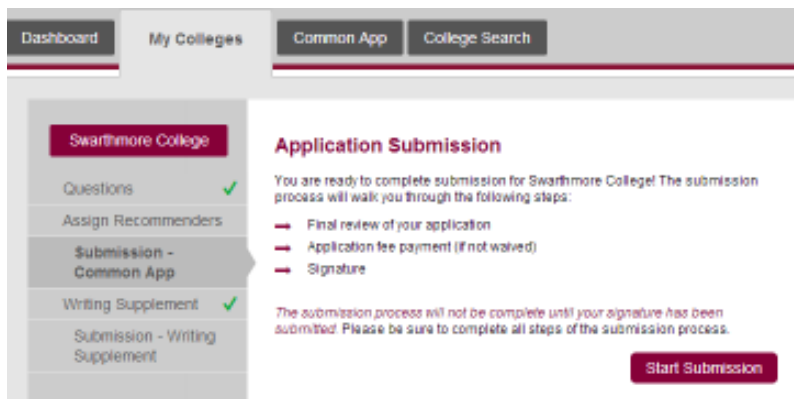 Dashboard
My Colleges
Common App
College Search
Swarthmore College
Questions
Assign Recommenders
Submission -
Common App
Writing Supplement
Submission - Writing
Supplement
Application Submission
You are ready to complete submission for Swarthmore College! The submission
process will walk you through the following steps:
Final review of your application
Application fee payment (if not waived)
Signature
The submission process will not be complete until your signature has been
submitted. Please be sure to complete all steps of the submission process.
Start Submission